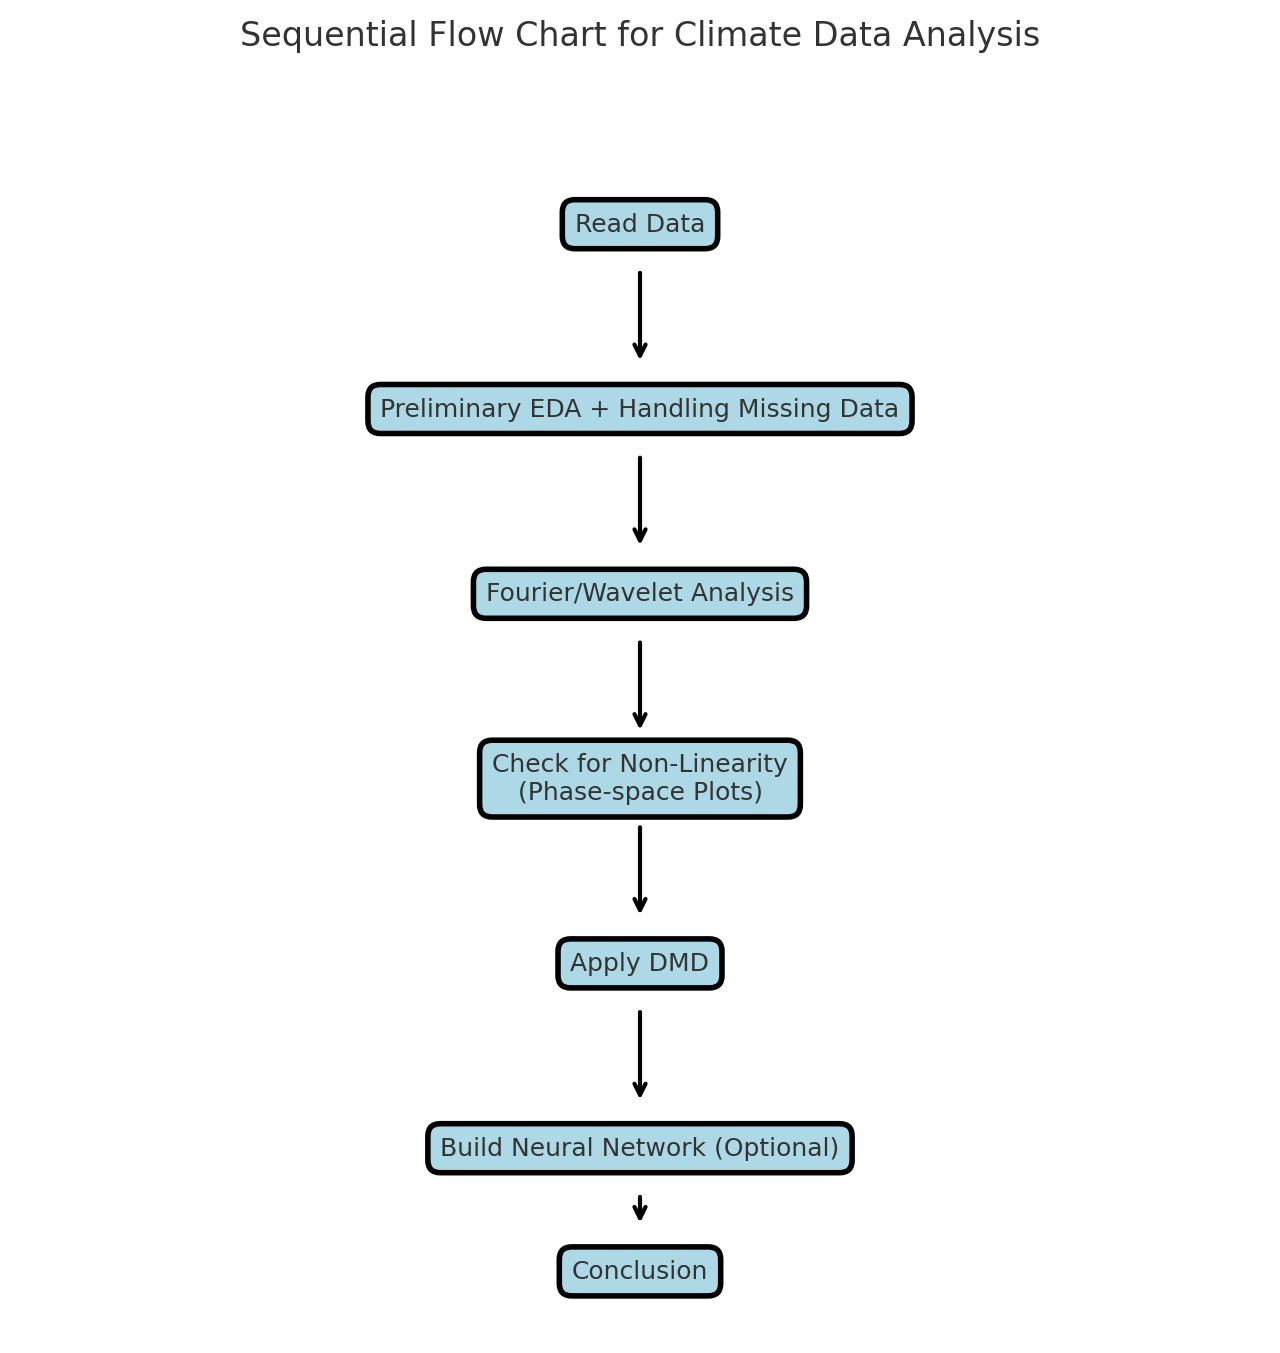 Sequential Flow Chart for Climate Data Analysis
Read Data
Preliminary EDA + Handling Missing Data
Fourier/Wavelet Analysis
Check for Non-Linearity
(Phase-space Plots)
Apply DMD
Build Neural Network (Optional)
Conclusion